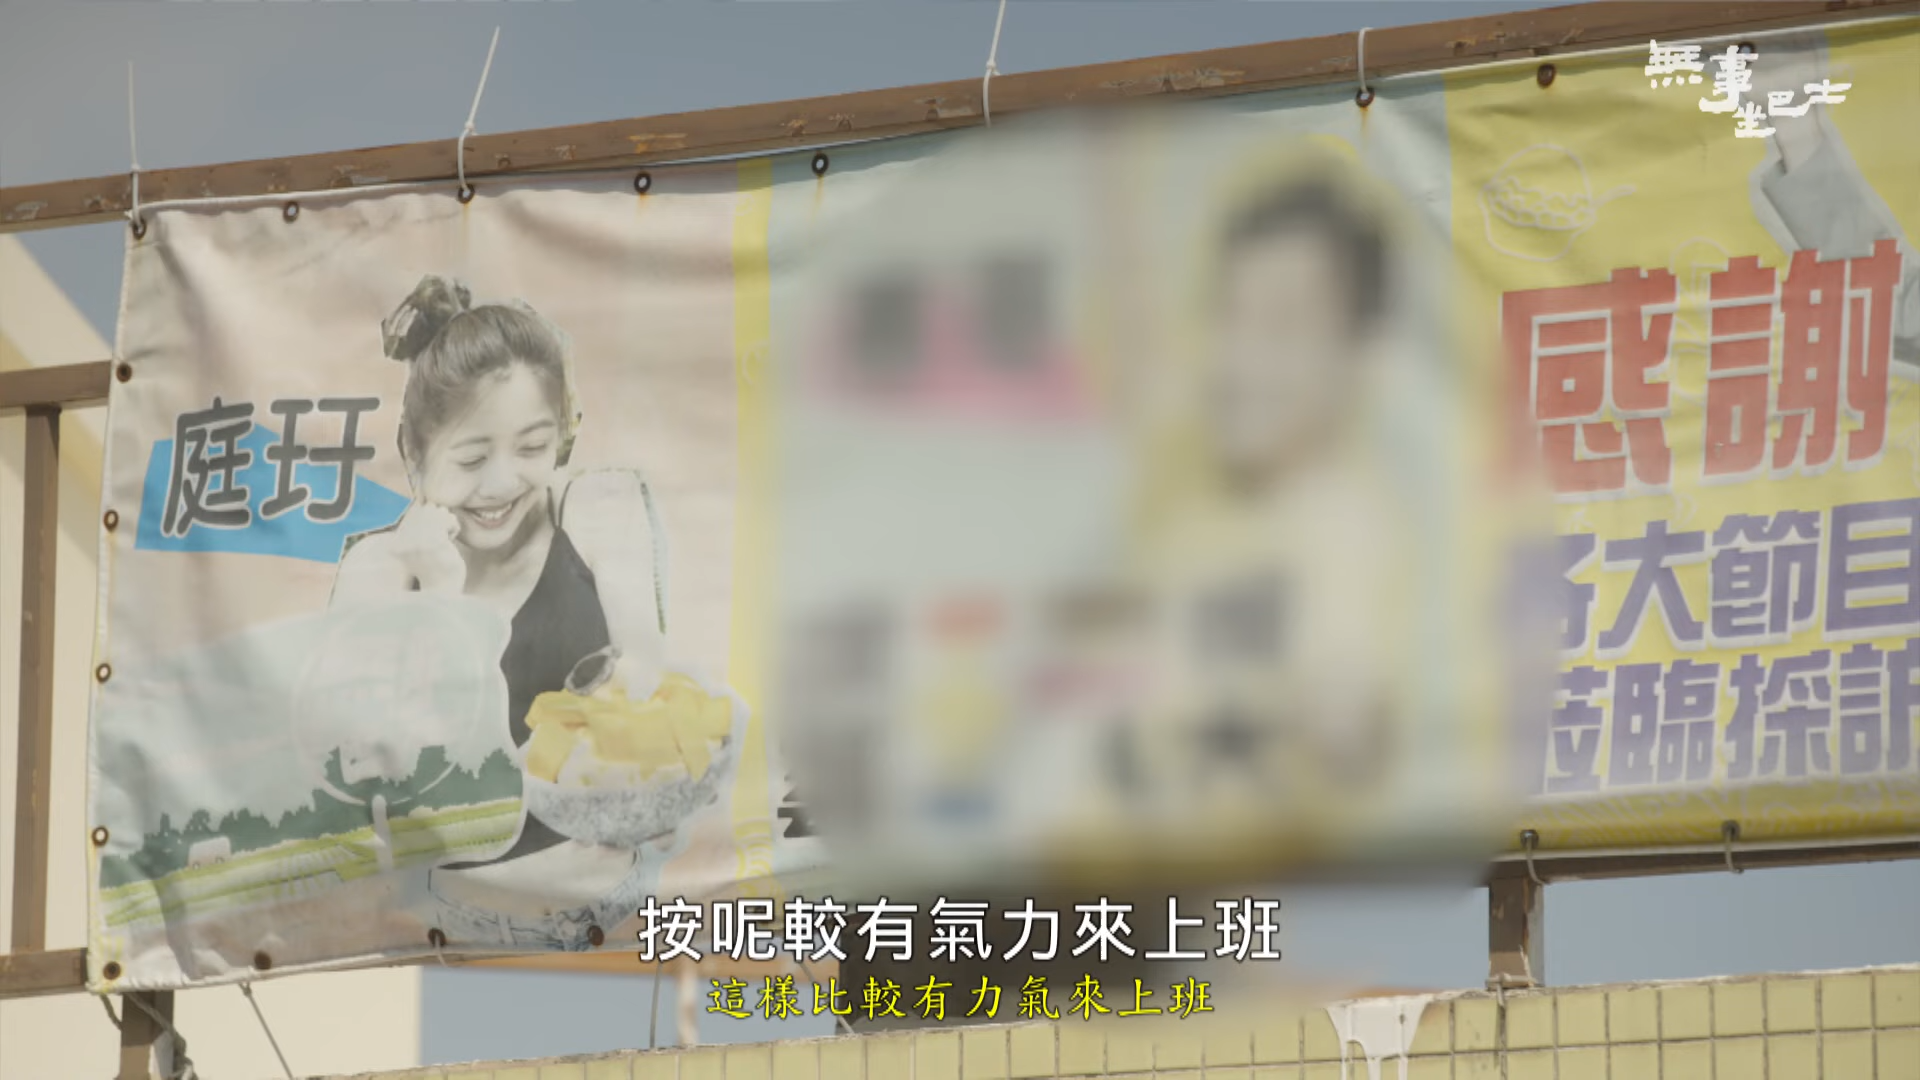 無事坐巴士
庭玗
感謝
各大節目
蒞臨採訪
按呢較有氣力來上班
這樣比較有力氣來上班